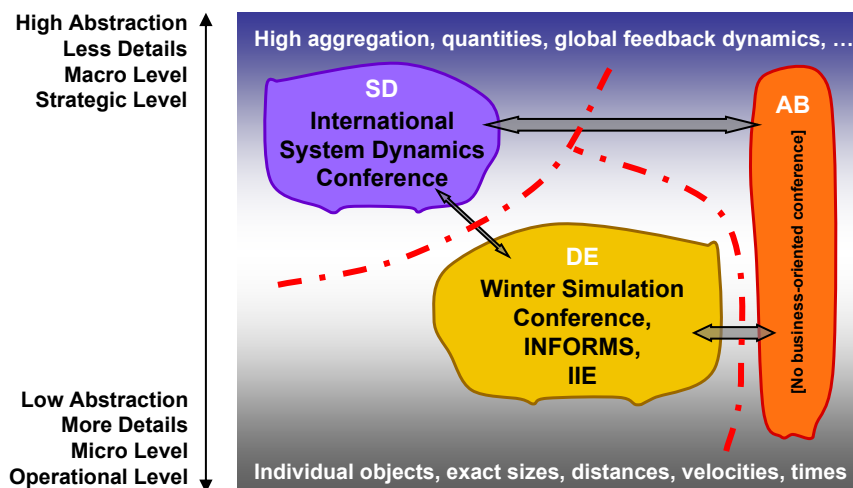 High Abstraction
Less Details
Macro Level
Strategic Level
High aggregation, quantities, global feedback dynamics, …
SD
International
System Dynamics
Conference
AB
[No business-oriented conference]
DE
Winter Simulation
Conference,
INFORMS,
IIE
Low Abstraction
More Details
Micro Level
Operational Level
Individual objects, exact sizes, distances, velocities, times